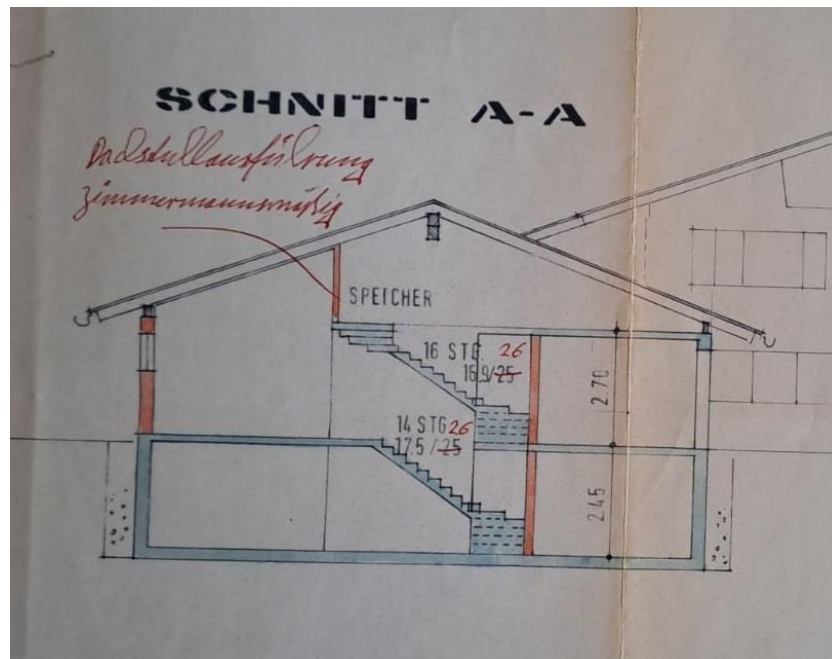 SCHNITT A-A
Dachstuhlausführung
zimmermannsmäßig
SPEICHER
16 STG. 26
16.9/25
2.70
14 STG 26
17.5/25
2.45